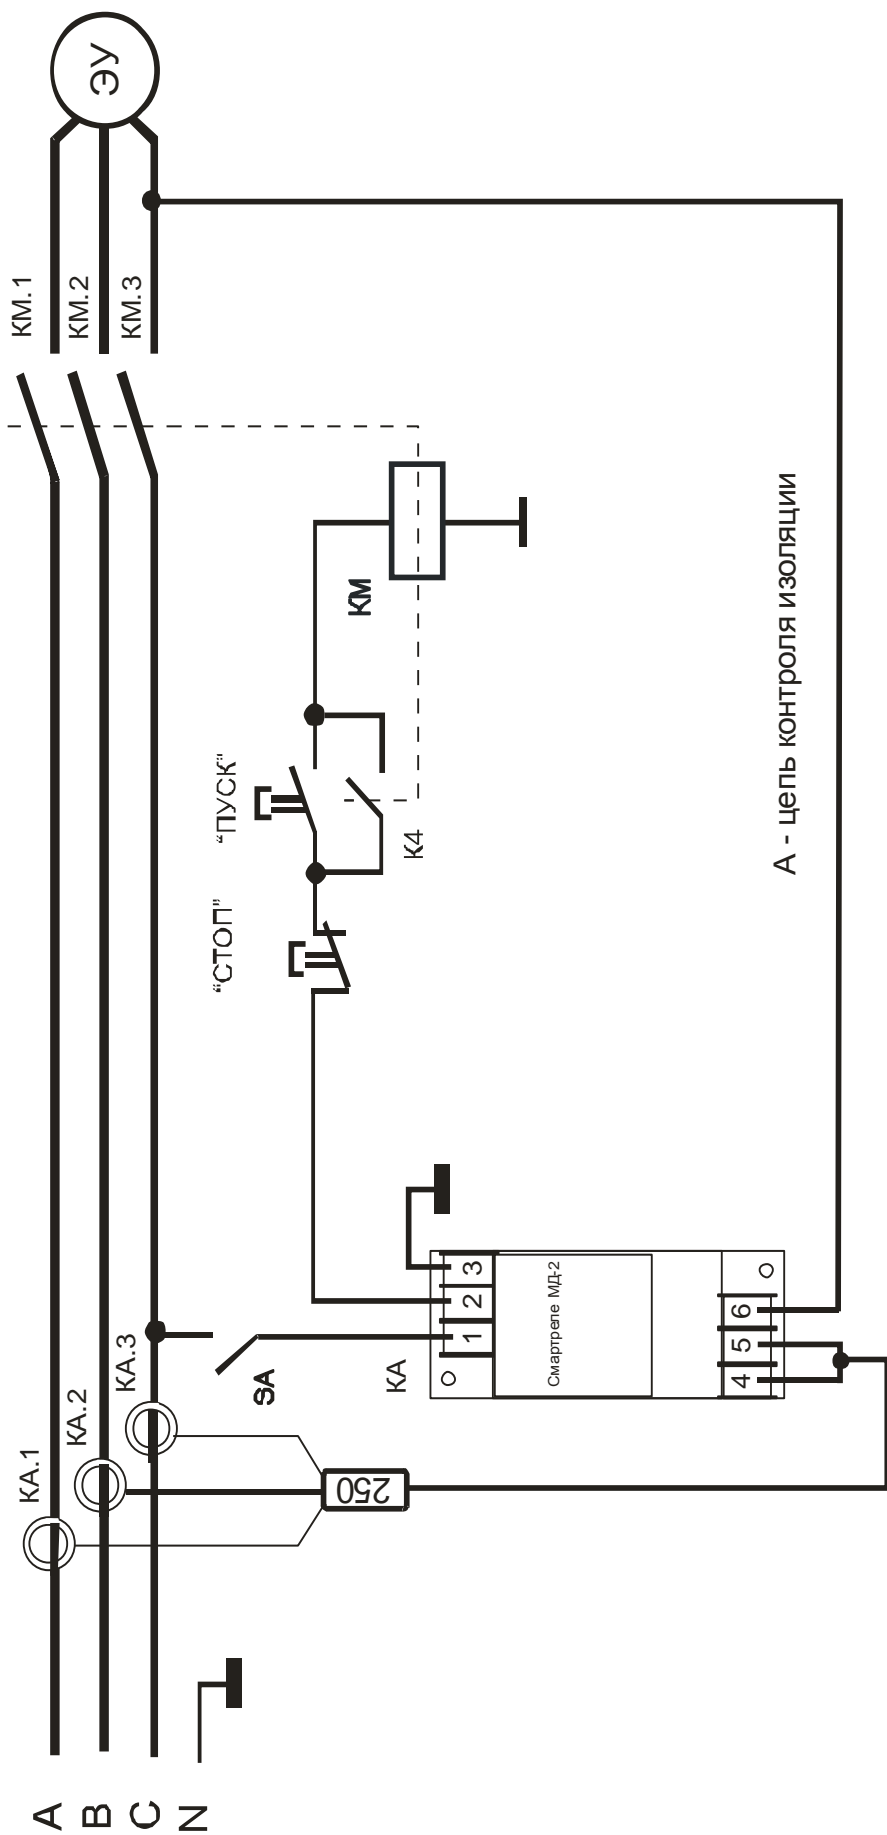 ЭУ
КМ.1
КМ.2
КМ.3
КМ
"ПУСК"
К4
"СТОП"
А - цепь контроля изоляции
КА.1
КА.2
КА.3
SA
КА
1
2
3
Смартреле МД-2
4
5
6
250
A
B
C
N